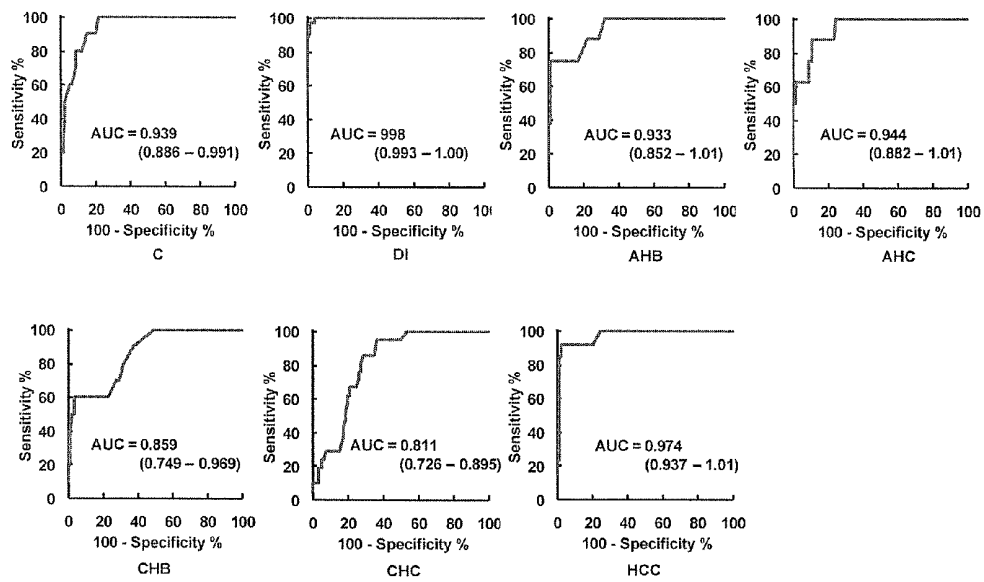 Sensitivity %
100
80
60
40
20
0
AUC = 0.939
(0.886 – 0.991)
0 20 40 60 80 100
100 - Specificity %
C
Sensitivity %
100
80
60
40
20
0
AUC = 998
(0.993 – 1.00)
0 20 40 60 80 10
100 - Specificity %
DI
Sensitivity %
100
80
60
40
20
0
AUC = 0.933
(0.852 – 1.01)
0 20 40 60 80 100
100 - Specificity %
AHB
Sensitivity %
100
80
60
40
20
0
AUC = 0.944
(0.882 – 1.01)
0 20 40 60 80 100
100 - Specificity %
AHC
Sensitivity %
100
80
60
40
20
0
AUC = 0.859
(0.749 – 0.969)
0 20 40 60 80 100
100 - Specificity %
CHB
Sensitivity %
100
80
60
40
20
0
AUC = 0.811
(0.726 – 0.895)
0 20 40 60 80 100
100 - Specificity %
CHC
Sensitivity %
100
80
60
40
20
0
AUC = 0.974
(0.937 – 1.01)
0 20 40 60 80 100
100 - Specificity %
HCC